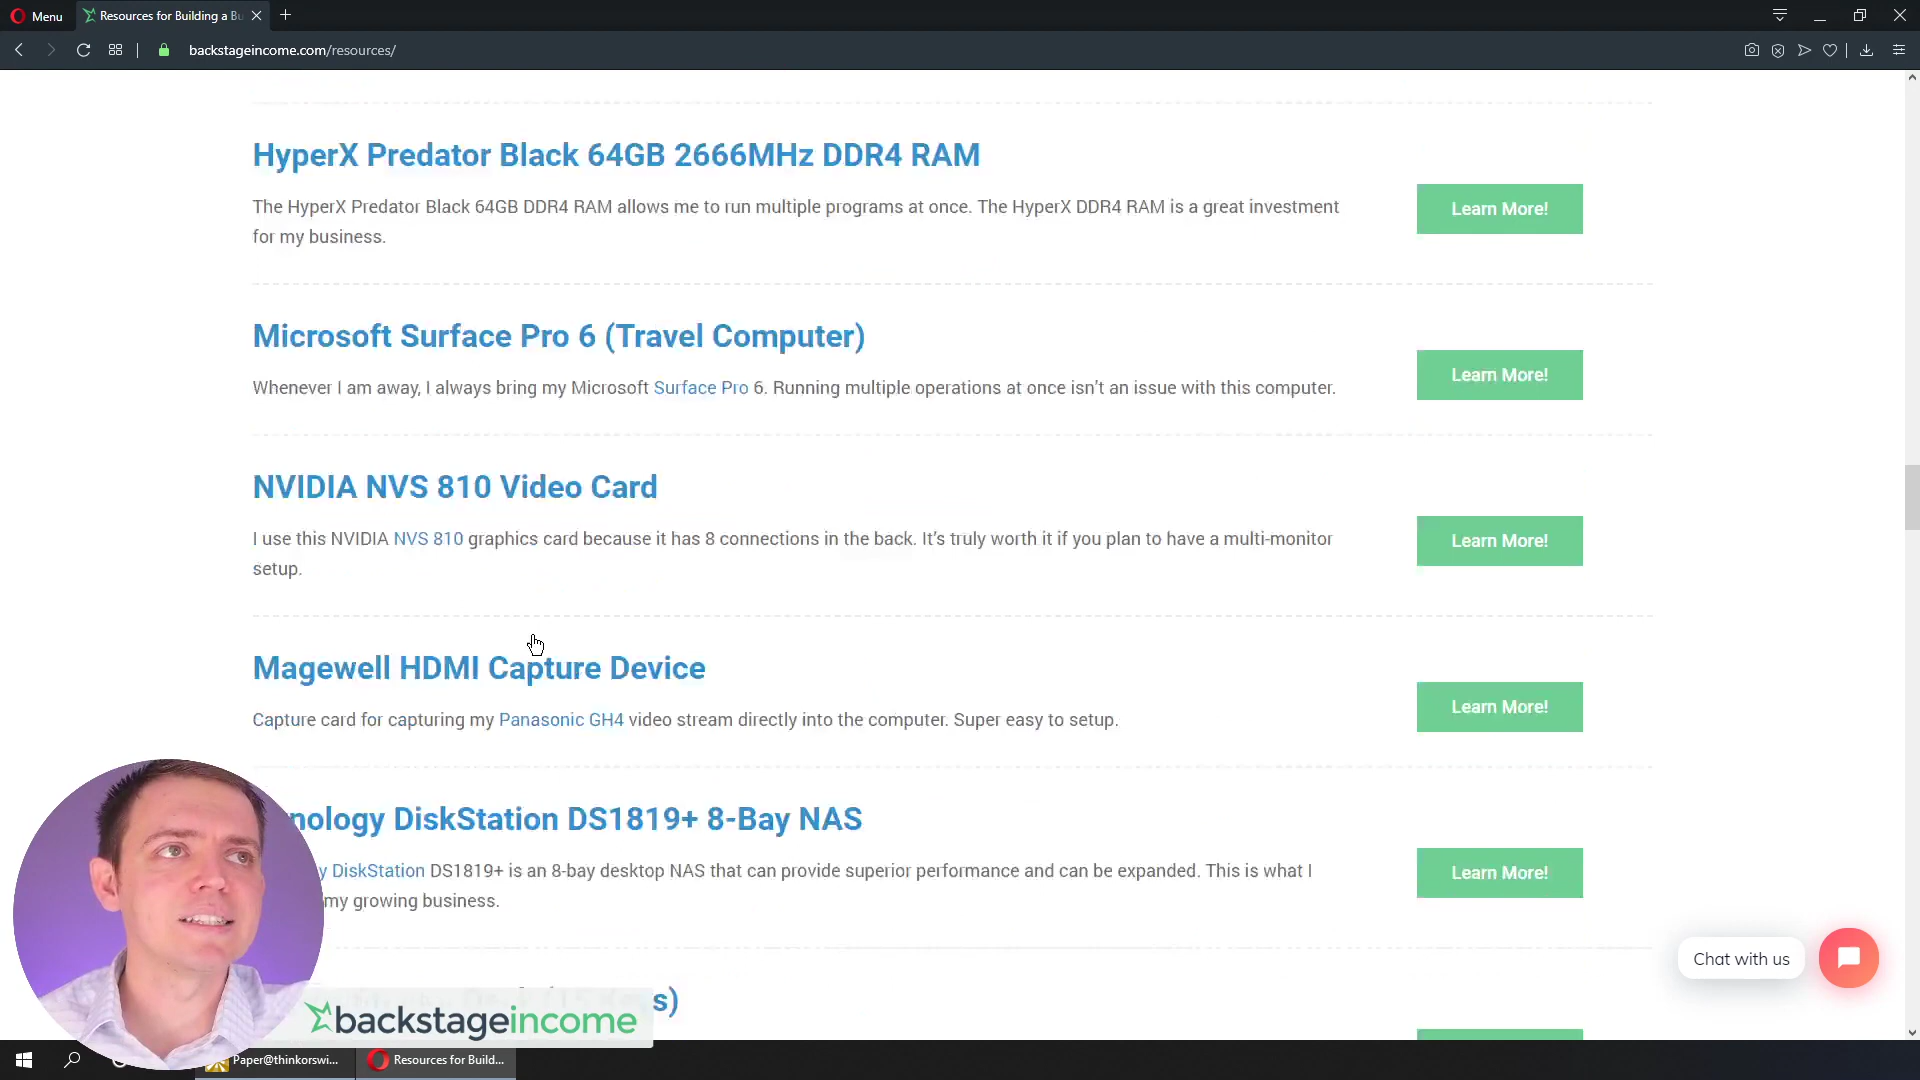 Menu
Resources for Building a Bu
backstageincome.com/resources/
HyperX Predator Black 64GB 2666MHz DDR4 RAM
The HyperX Predator Black 64GB DDR4 RAM allows me to run multiple programs at once. The HyperX DDR4 RAM is a great investment
for my business.
Learn More!
Microsoft Surface Pro 6 (Travel Computer)
Whenever I am away, I always bring my Microsoft Surface Pro 6. Running multiple operations at once isn't an issue with this computer.
Learn More!
NVIDIA NVS 810 Video Card
I use this NVIDIA NVS 810 graphics card because it has 8 connections in the back. It's truly worth it if you plan to have a multi-monitor
setup.
Learn More!
Magewell HDMI Capture Device
Capture card for capturing my Panasonic GH4 video stream directly into the computer. Super easy to setup.
Learn More!
nology DiskStation DS1819+ 8-Bay NAS
y DiskStation DS1819+ is an 8-bay desktop NAS that can provide superior performance and can be expanded. This is what I
my growing business.
Learn More!
Chat with us
backstageincome
Paper@thinkorswi...
Resources for Build...